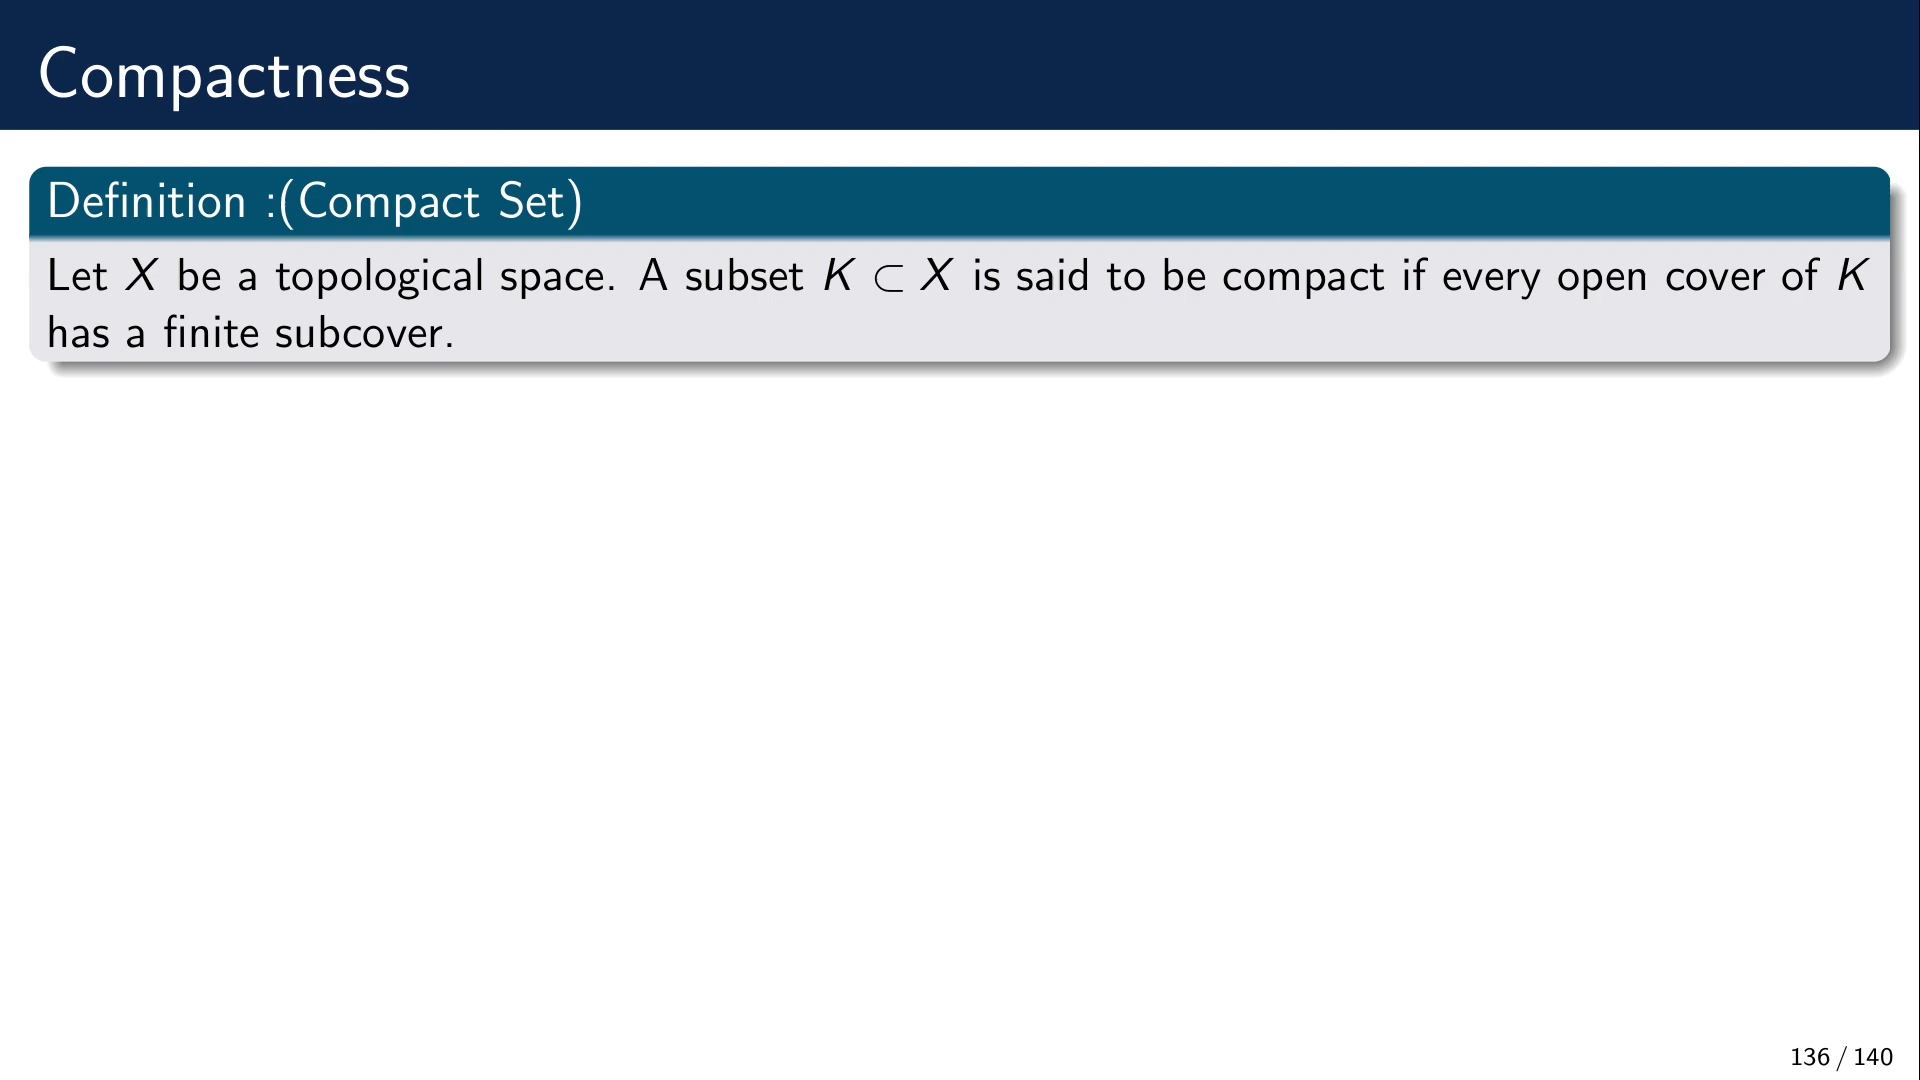 Compactness
Definition :(Compact Set)
Let X be a topological space. A subset K ⊂ X is said to be compact if every open cover of K
has a finite subcover.
136 / 140